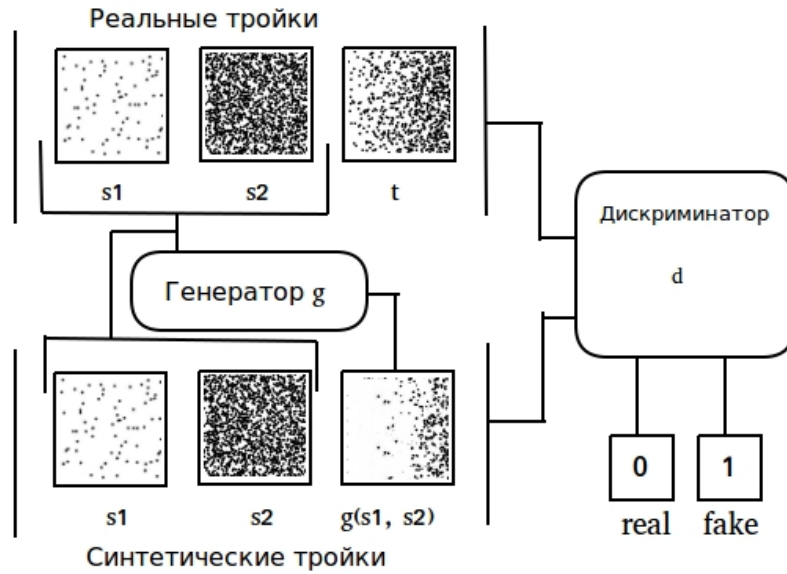 Реальные тройки
s1 s2 t
Дискриминатор
d
Генератор g
s1 s2 g(s1, s2)
0 1
real fake
Синтетические тройки